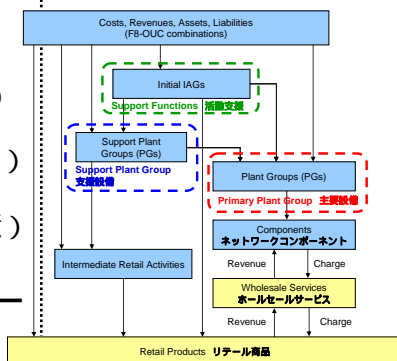 Costs, Revenues, Assets, Liabilities
(F8-OUC combinations)
Initial IAGs
Support Functions 活動支援
Support Plant
Groups (PGs)
Support Plant Group
支援設備
Plant Groups (PGs)
Primary Plant Group 主要設備
Components
ネットワークコンポーネント
Intermediate Retail Activities
Revenue
Charge
Wholesale Services
ホールセールサービス
Revenue
Charge
Retail Products リテール商品
)
)